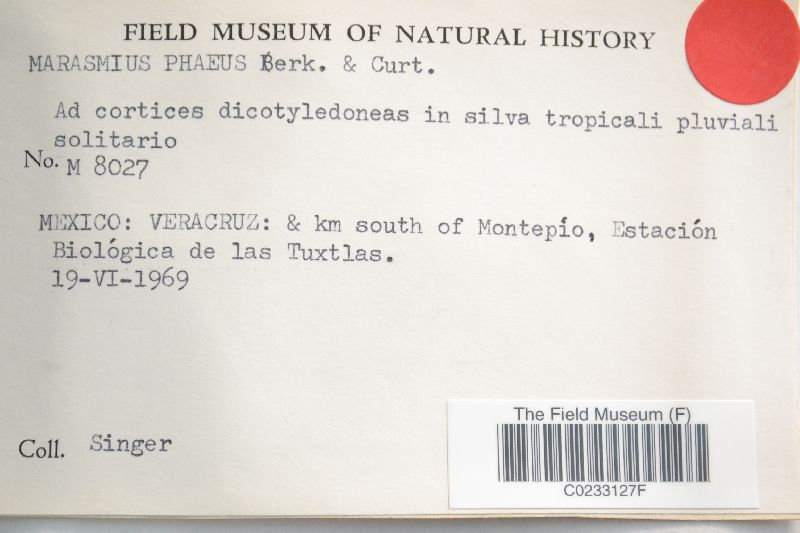 FIELD MUSEUM OF NATURAL HISTORY
MARASMIUS PHAEUS Berk. & Curt.
Ad cortices dicotyledoneas in silva tropicali pluviali
solitario
No. M 8027
MEXICO: VERACRUZ: & km south of Montepío, Estación
Biológica de las Tuxtlas.
19-VI-1969
Coll. Singer
The Field Museum (F)
C0233127F